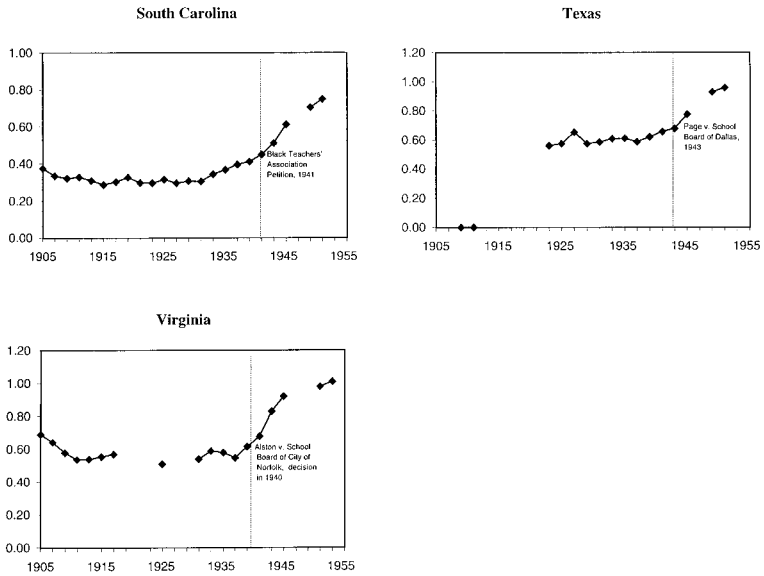 South Carolina
1.00
0.80
0.60
0.40
0.20
0.00
Black Teachers'
Association
Petition, 1941
1905 1915 1925 1935 1945 1955
Texas
1.20
1.00
0.80
0.60
0.40
0.20
0.00
Page v. School
Board of Dallas,
1943
1905 1915 1925 1935 1945 1955
Virginia
1.20
1.00
0.80
0.60
0.40
0.20
0.00
Alston v. School
Board of City of
Norfolk, decision
in 1940
1905 1915 1925 1935 1945 1955